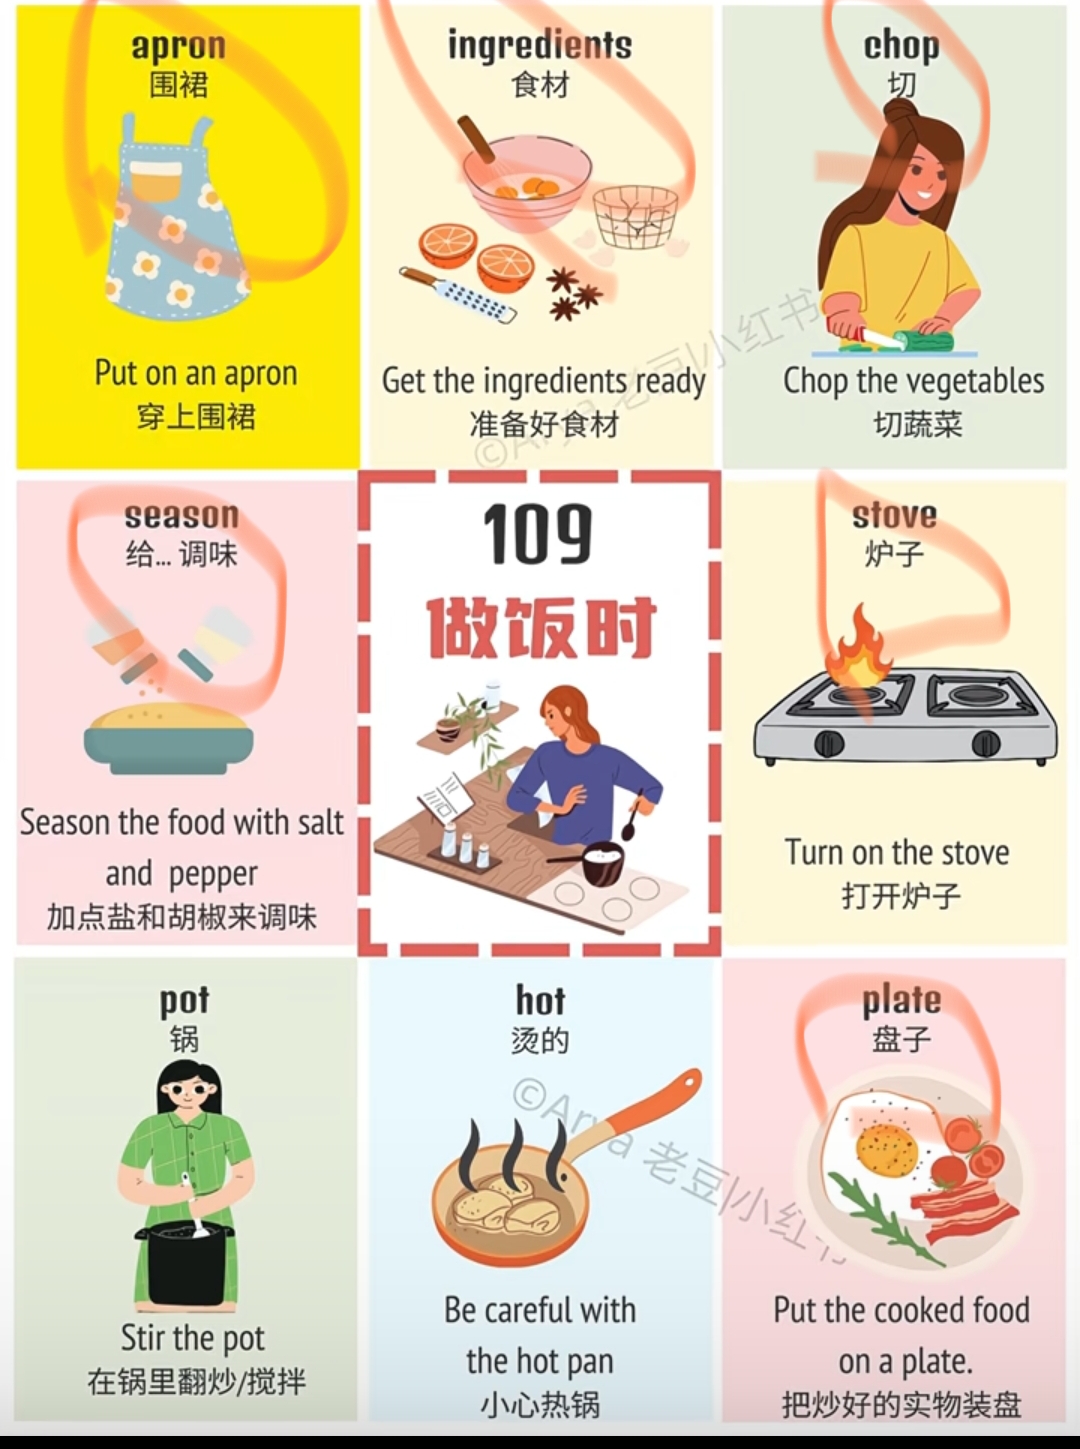 apron
围裙
Put on an apron
穿上围裙
ingredients
食材
Get the ingredients ready
准备好食材
chop
切
Chop the vegetables
切蔬菜
season
给... 调味
Season the food with salt
and pepper
加点盐和胡椒来调味
109
做饭时
stove
炉子
Turn on the stove
打开炉子
pot
锅
Stir the pot
在锅里翻炒/搅拌
hot
烫的
Be careful with
the hot pan
小心热锅
plate
盘子
Put the cooked food
on a plate.
把炒好的实物装盘
©Arya 老豆|小红书
©Arya 老豆|小红书